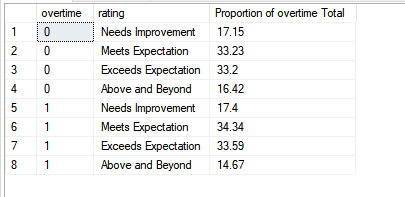 overtime rating Proportion of overtime Total
1 0 Needs Improvement 17.15
2 0 Meets Expectation 33.23
3 0 Exceeds Expectation 33.2
4 0 Above and Beyond 16.42
5 1 Needs Improvement 17.4
6 1 Meets Expectation 34.34
7 1 Exceeds Expectation 33.59
8 1 Above and Beyond 14.67